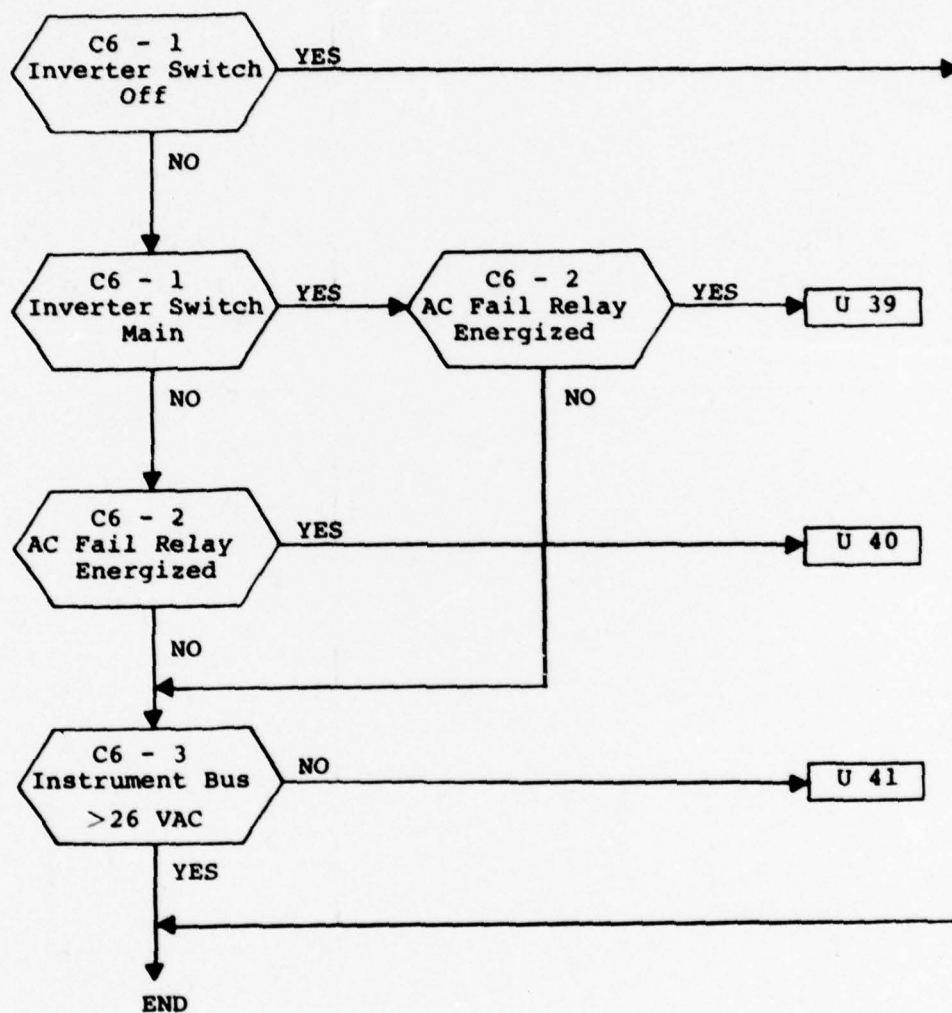 C6 - 1
Inverter Switch
Off
YES
NO
C6 - 1
Inverter Switch
Main
YES
NO
C6 - 2
AC Fail Relay
Energized
YES
U 39
NO
C6 - 2
AC Fail Relay
Energized
YES
U 40
NO
C6 - 3
Instrument Bus
>26 VAC
NO
U 41
YES
END